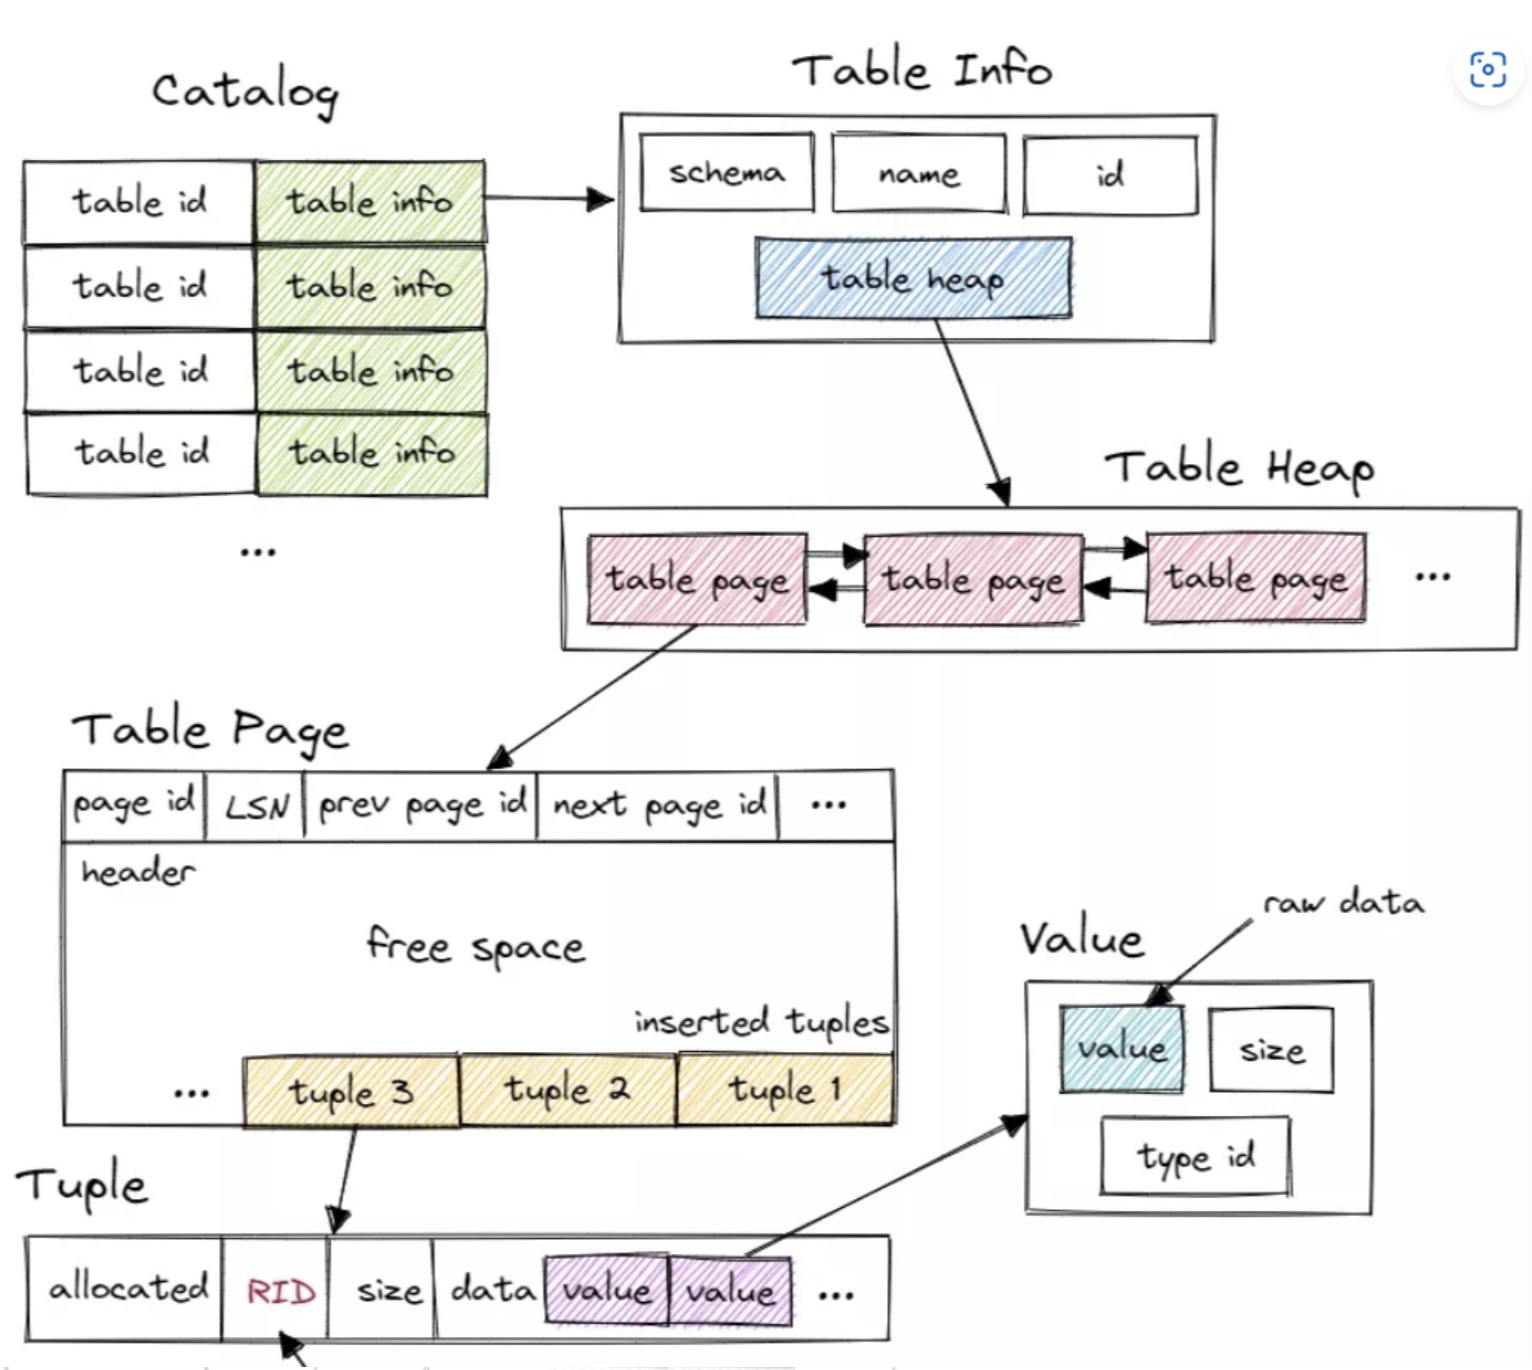 Catalog
table id table info
table id table info
table id table info
table id table info
...
Table Info
schema name id
table heap
Table Heap
table page table page table page ...
Table Page
page id LSN prev page id next page id ...
header
free space
inserted tuples
... tuple 3 tuple 2 tuple 1
raw data
Value
value size
type id
Tuple
allocated RID size data value value ...